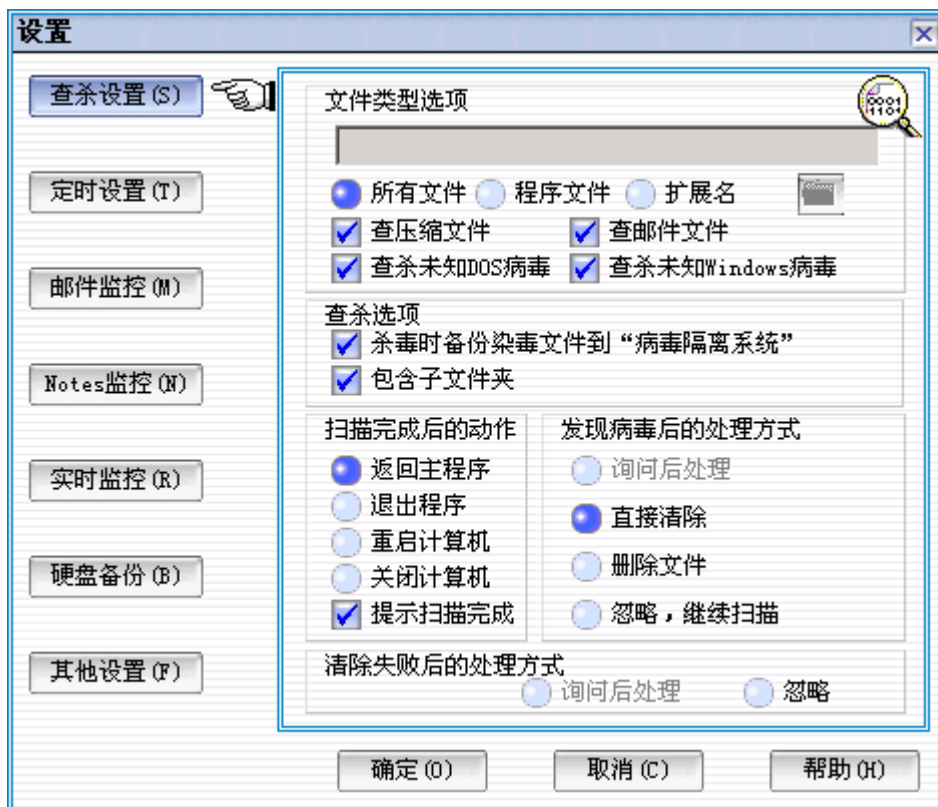 设置
查杀设置(S)
定时设置(T)
邮件监控(M)
Notes监控(N)
实时监控(R)
硬盘备份(B)
其他设置(F)
文件类型选项
0001
1101
所有文件 程序文件 扩展名
查压缩文件 查邮件文件
查杀未知DOS病毒 查杀未知Windows病毒
查杀选项
杀毒时备份染毒文件到“病毒隔离系统”
包含子文件夹
扫描完成后的动作
返回主程序
退出程序
重启计算机
关闭计算机
提示扫描完成
发现病毒后的处理方式
询问后处理
直接清除
删除文件
忽略，继续扫描
清除失败后的处理方式
询问后处理 忽略
确定(O) 取消(C) 帮助(H)